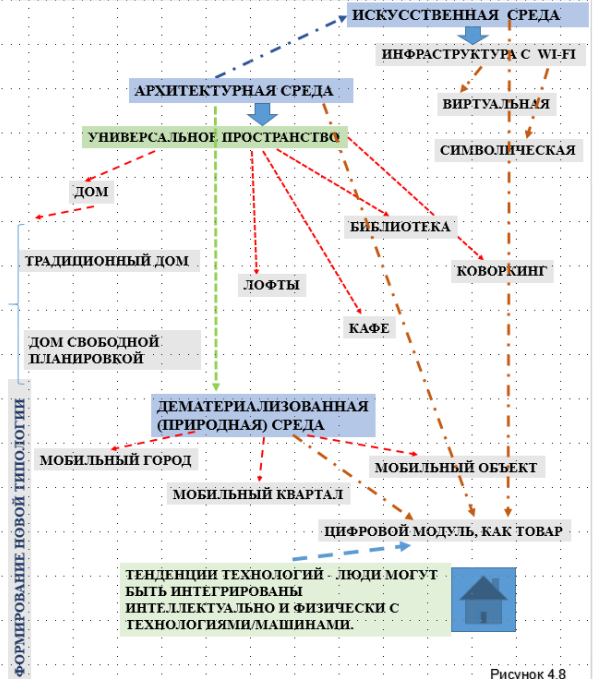 ИСКУССТВЕННАЯ СРЕДА
ИНФРАСТРУКТУРА С WI-FI
АРХИТЕКТУРНАЯ СРЕДА
ВИРТУАЛЬНАЯ
УНИВЕРСАЛЬНОЕ ПРОСТРАНСТВО
СИМВОЛИЧЕСКАЯ
ДОМ
БИБЛИОТЕКА
ТРАДИЦИОННЫЙ ДОМ
КОВОРКИНГ
ЛОФТЫ
КАФЕ
ДОМ СВОБОДНОЙ
ПЛАНИРОВКОЙ
ФОРМИРОВАНИЕ НОВОЙ ТИПОЛОГИИ
ДЕМАТЕРИАЛИЗОВАННАЯ
(ПРИРОДНАЯ) СРЕДА
МОБИЛЬНЫЙ ГОРОД
МОБИЛЬНЫЙ ОБЪЕКТ
МОБИЛЬНЫЙ КВАРТАЛ
ЦИФРОВОЙ МОДУЛЬ, КАК ТОВАР
ТЕНДЕНЦИИ ТЕХНОЛОГИЙ - ЛЮДИ МОГУТ
БЫТЬ ИНТЕГРИРОВАНЫ
ИНТЕЛЛЕКТУАЛЬНО И ФИЗИЧЕСКИ С
ТЕХНОЛОГИЯМИ/МАШИНАМИ.
Рисунок 4.8